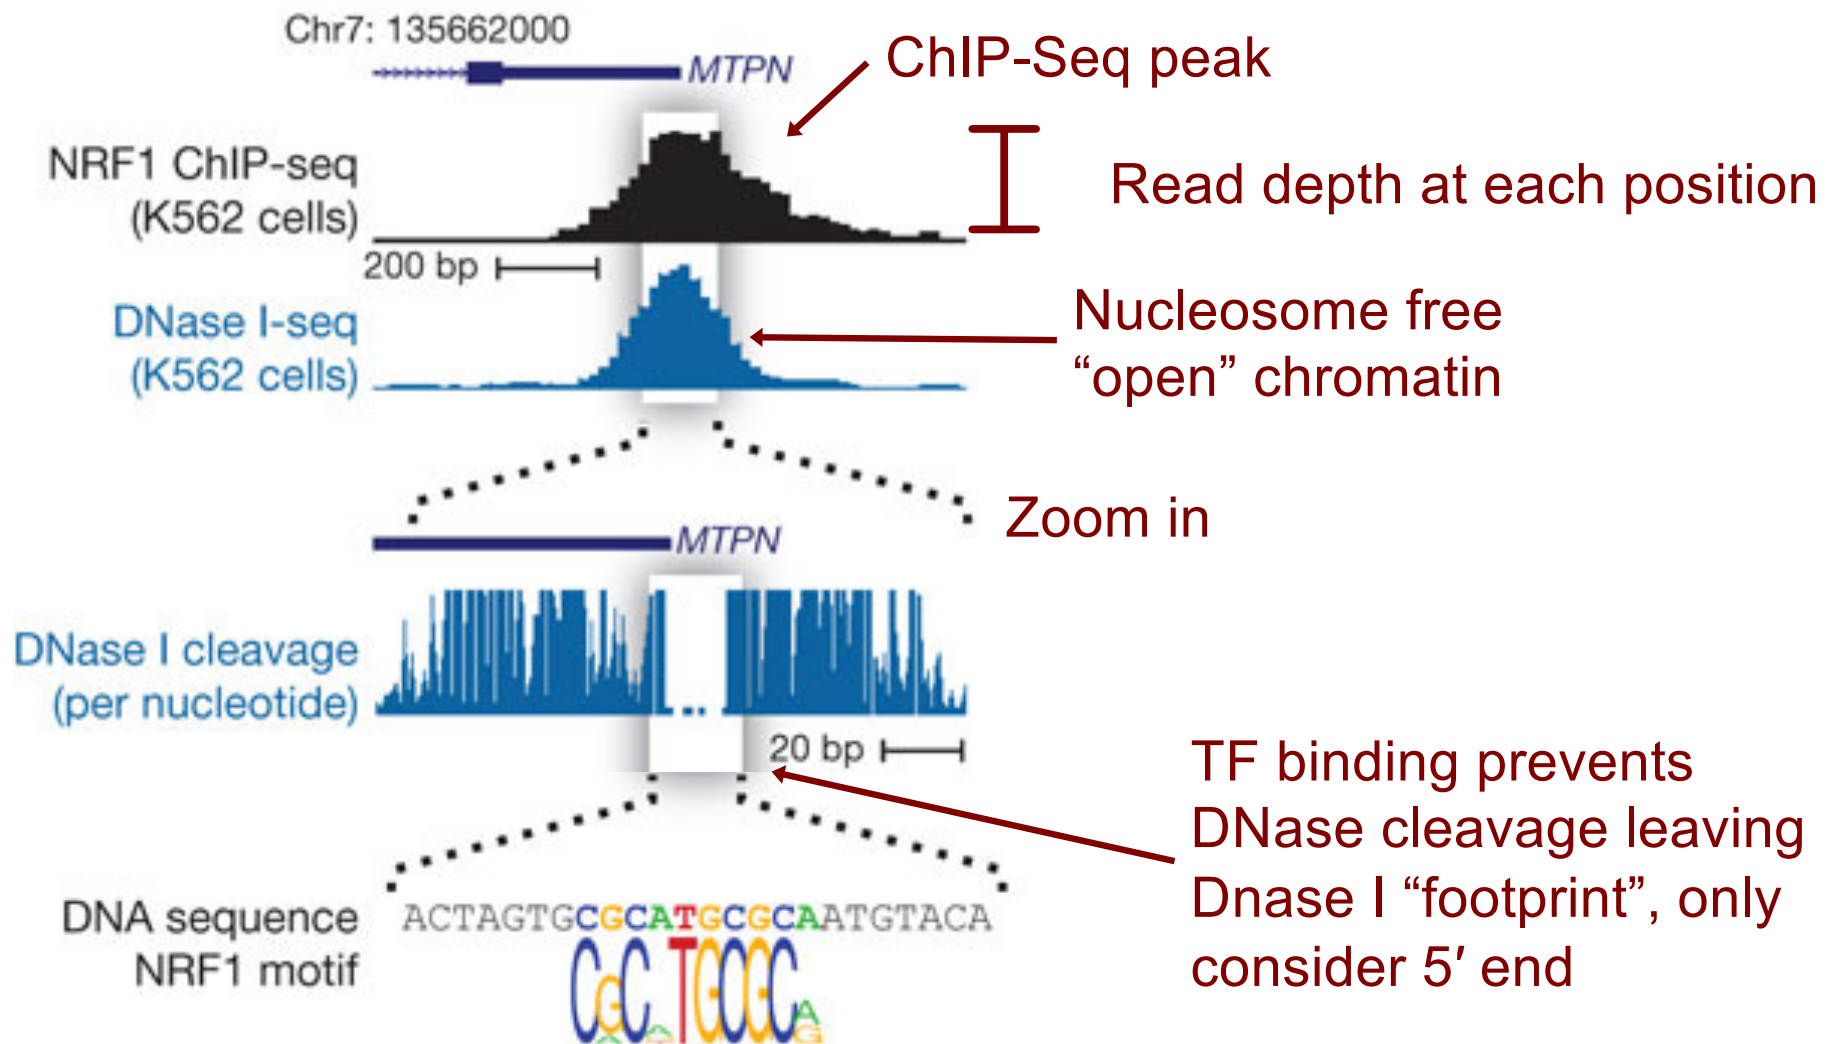 Chr7: 135662000
MTPN
ChIP-Seq peak
NRF1 ChIP-seq
(K562 cells)
Read depth at each position
200 bp
DNase I-seq
(K562 cells)
Nucleosome free
“open” chromatin
Zoom in
MTPN
DNase I cleavage
(per nucleotide)
20 bp
TF binding prevents
DNase cleavage leaving
Dnase I “footprint”, only
consider 5′ end
DNA sequence
ACTAGTGCGCATGCGCAATGTACA
NRF1 motif
CGCATGCGCA
G